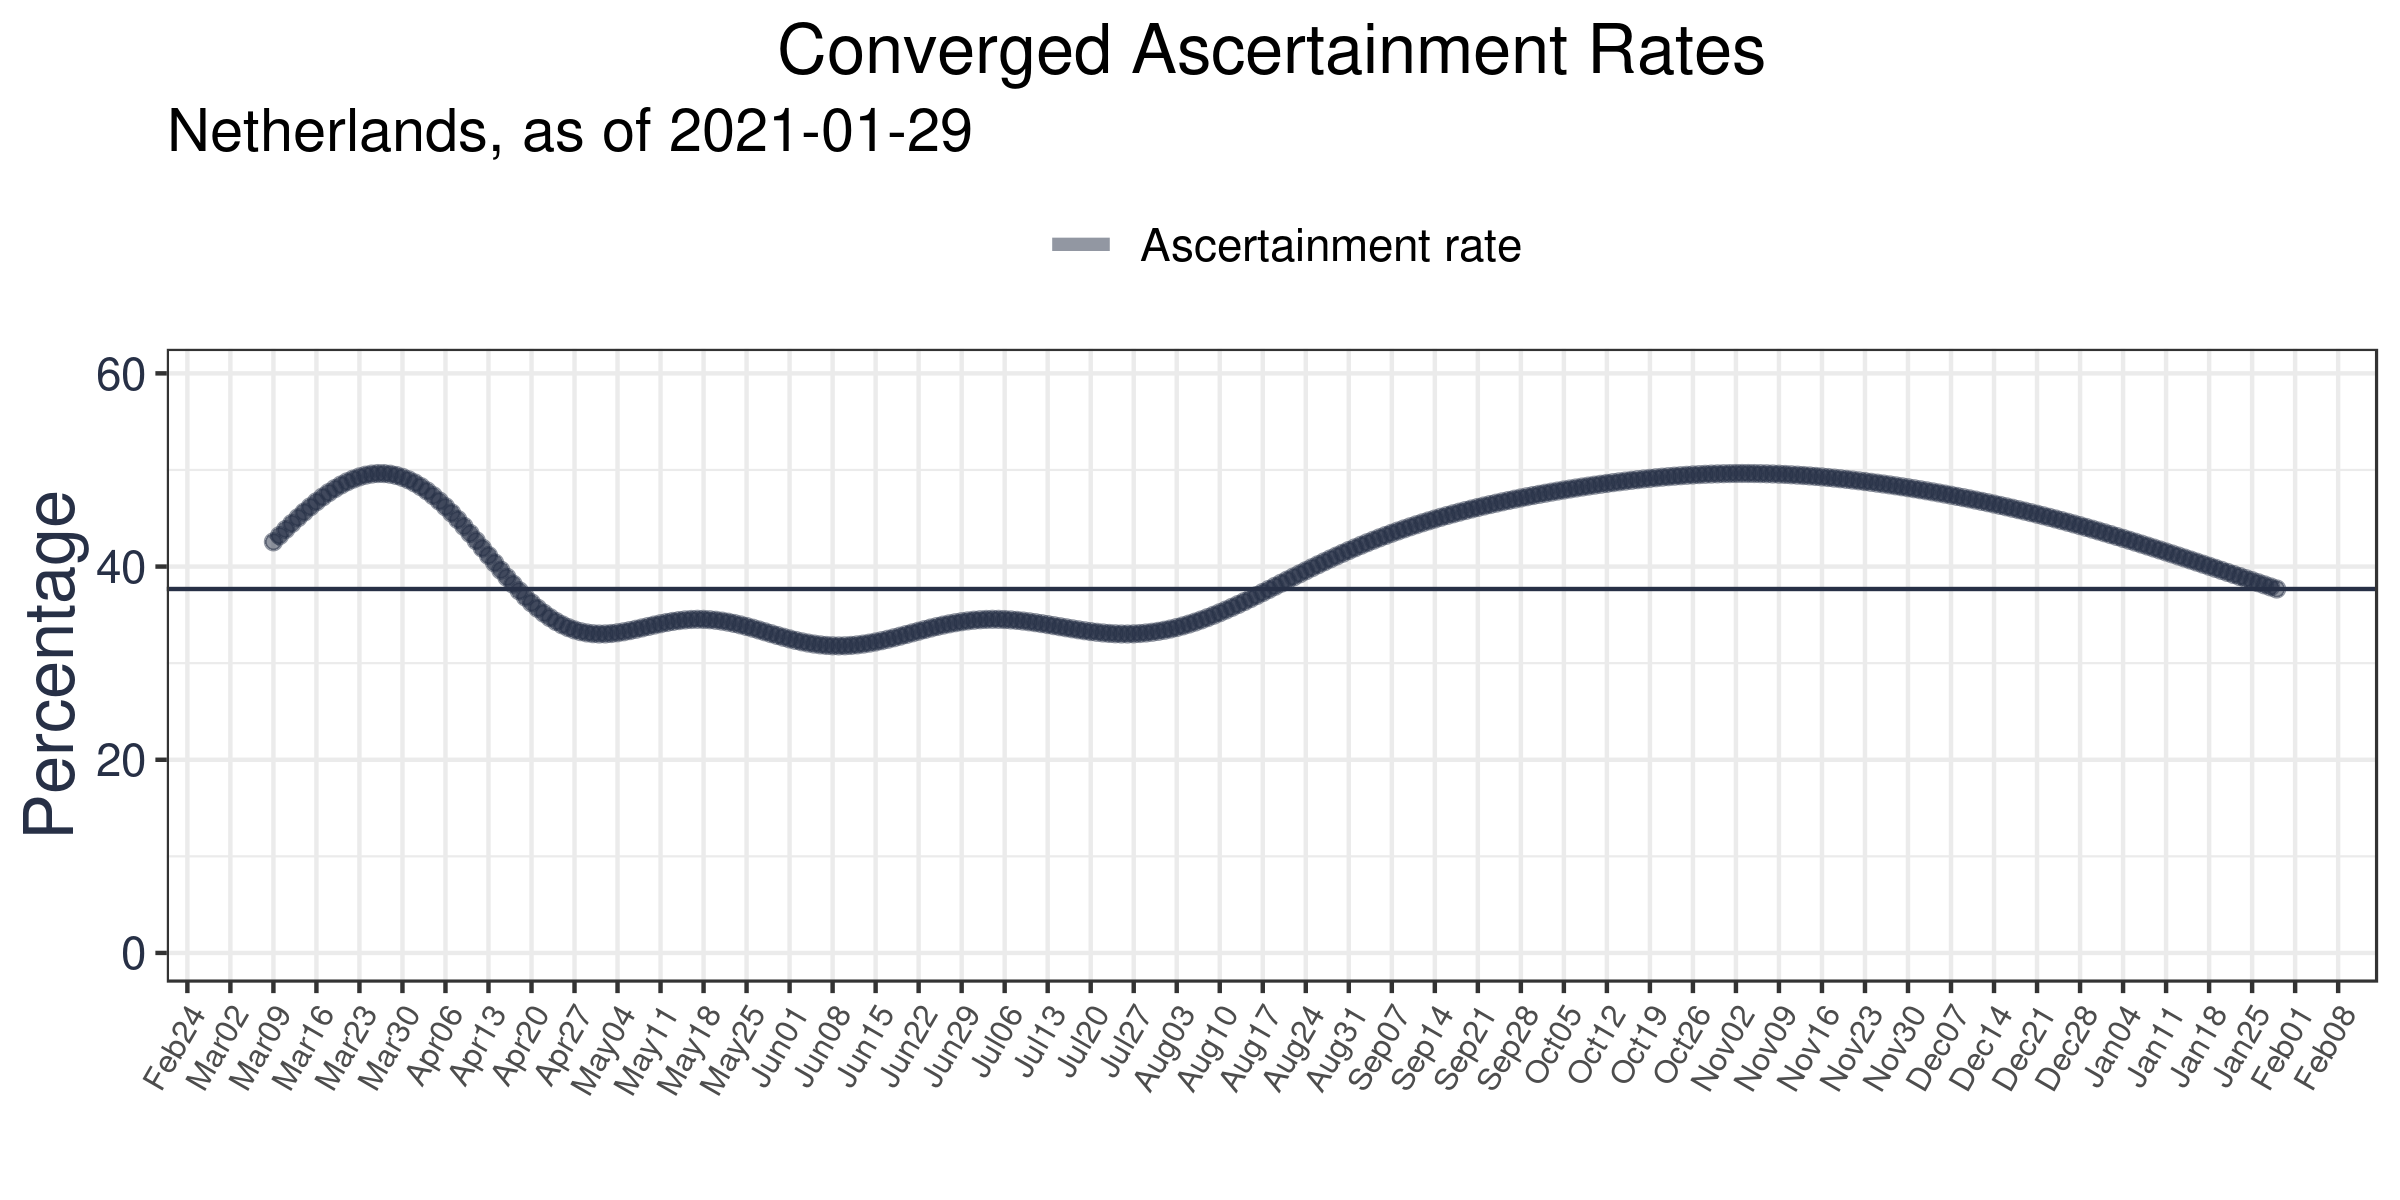 Converged Ascertainment Rates
Netherlands, as of 2021-01-29
Ascertainment rate
Percentage
60
40
20
0
Feb24 Mar02 Mar09 Mar16 Mar23 Mar30 Apr06 Apr13 Apr20 Apr27 May04 May11 May18 May25 Jun01 Jun08 Jun15 Jun22 Jun29 Jul06 Jul13 Jul20 Jul27 Aug03 Aug10 Aug17 Aug24 Aug31 Sep07 Sep14 Sep21 Sep28 Oct05 Oct12 Oct19 Oct26 Nov02 Nov09 Nov16 Nov23 Nov30 Dec07 Dec14 Dec21 Dec28 Jan04 Jan11 Jan18 Jan25 Feb01 Feb08